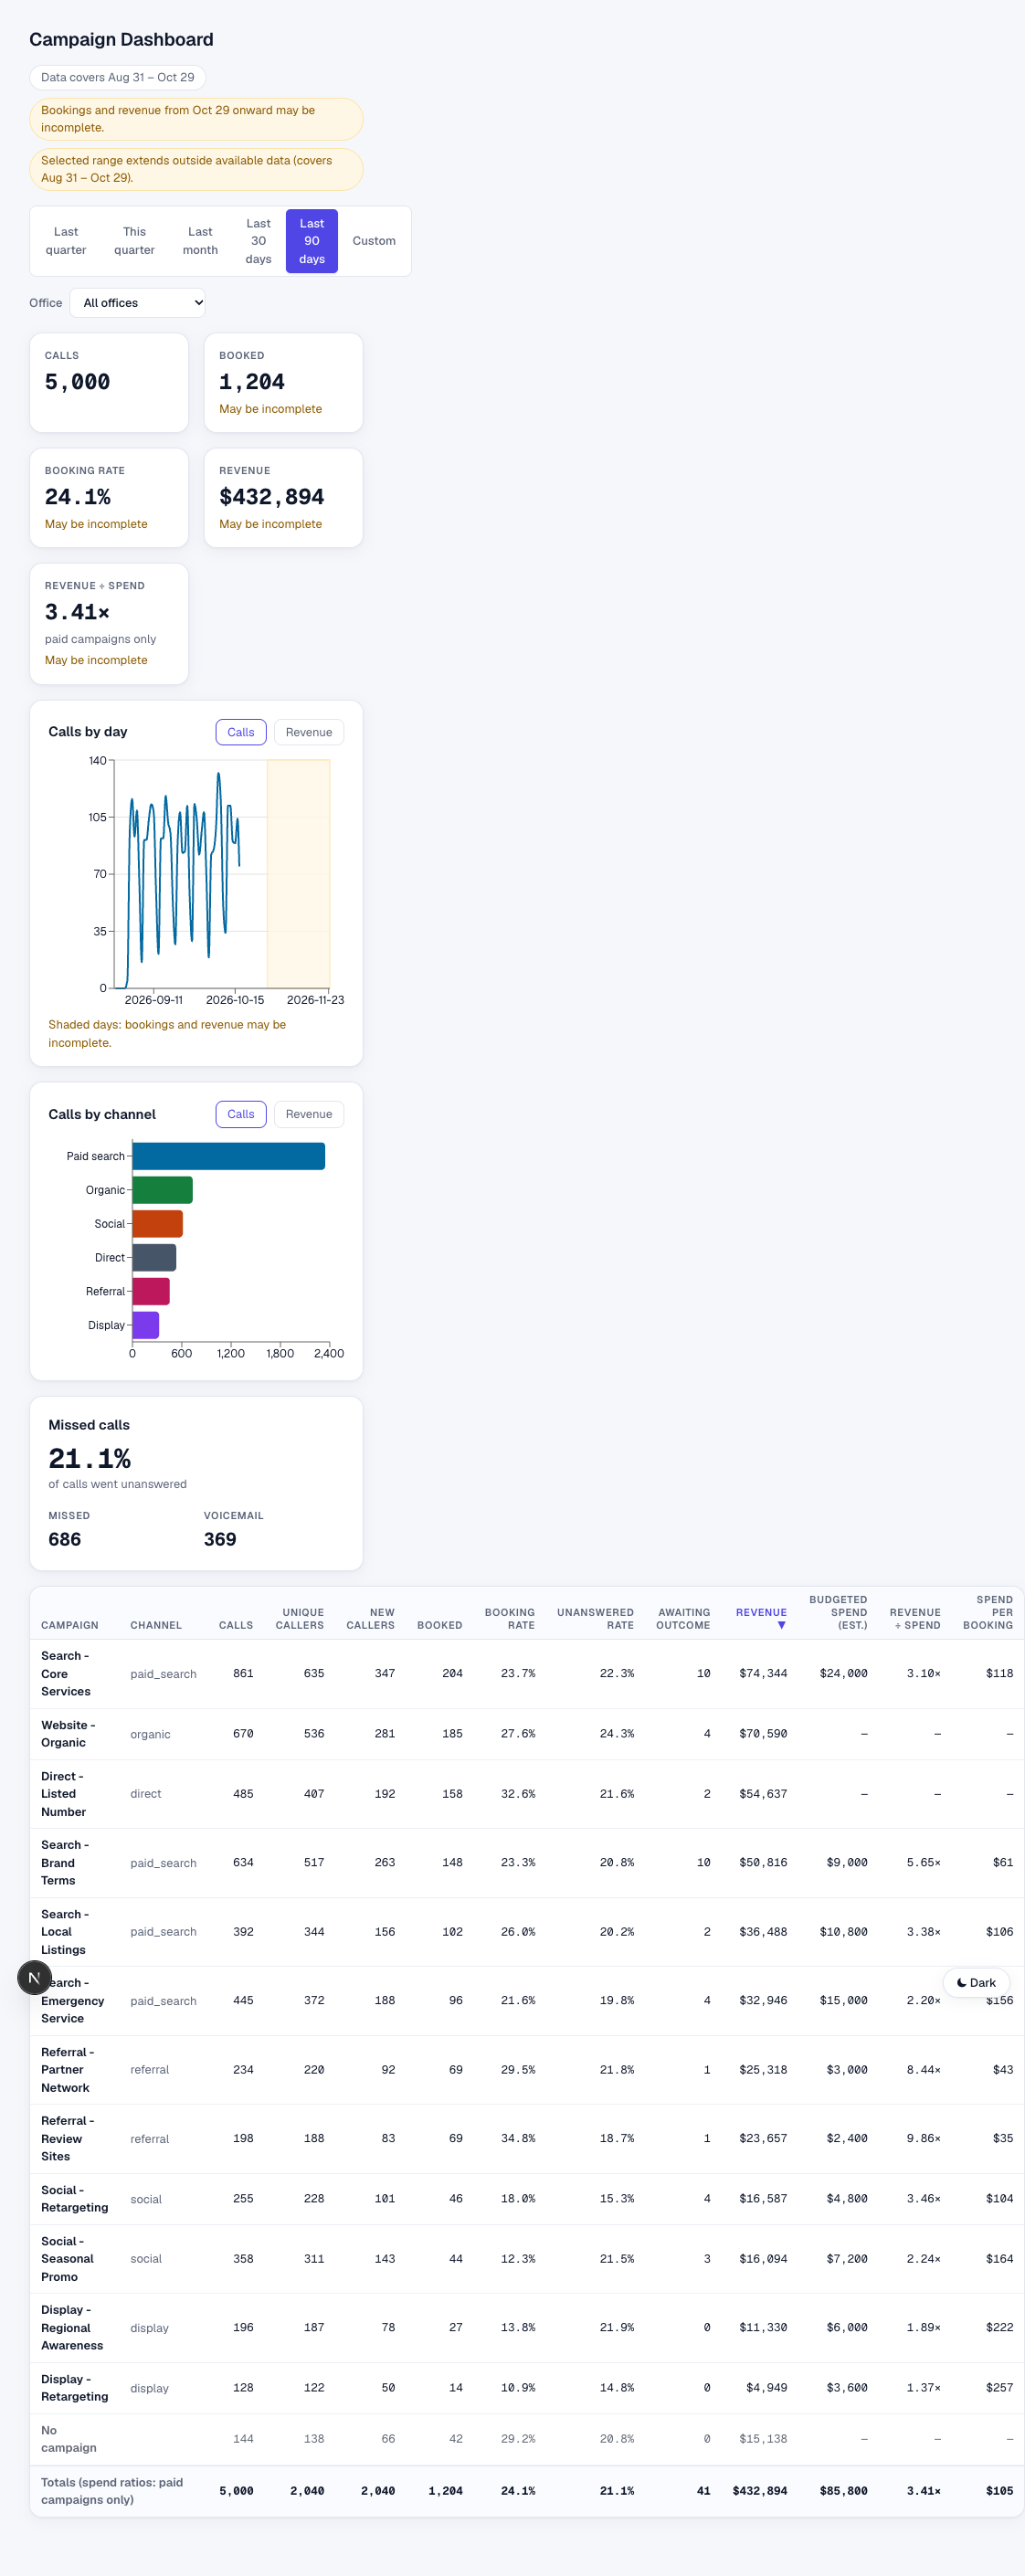 Campaign Dashboard
Data covers Aug 31 – Oct 29
Bookings and revenue from Oct 29 onward may be
incomplete.
Selected range extends outside available data (covers
Aug 31 – Oct 29).
Last
quarter
This
quarter
Last
month
Last
30
days
Last
90
days
Custom
Office
All offices
CALLS
5,000
BOOKED
1,204
May be incomplete
BOOKING RATE
24.1%
May be incomplete
REVENUE
$432,894
May be incomplete
REVENUE ÷ SPEND
3.41×
paid campaigns only
May be incomplete
Calls by day
Calls
Revenue
140
105
70
35
0
2026-09-11 2026-10-15 2026-11-23
Shaded days: bookings and revenue may be
incomplete.
Calls by channel
Calls
Revenue
Paid search
Organic
Social
Direct
Referral
Display
0 600 1,200 1,800 2,400
Missed calls
21.1%
of calls went unanswered
MISSED
686
VOICEMAIL
369
CAMPAIGN CHANNEL CALLS UNIQUE CALLERS NEW CALLERS BOOKED BOOKING RATE UNANSWERED RATE AWAITING OUTCOME REVENUE ▼ BUDGETED SPEND (EST.) REVENUE ÷ SPEND SPEND PER BOOKING
Search - Core Services paid_search 861 635 347 204 23.7% 22.3% 10 $74,344 $24,000 3.10× $118
Website - Organic organic 670 536 281 185 27.6% 24.3% 4 $70,590 – – –
Direct - Listed Number direct 485 407 192 158 32.6% 21.6% 2 $54,637 – – –
Search - Brand Terms paid_search 634 517 263 148 23.3% 20.8% 10 $50,816 $9,000 5.65× $61
Search - Local Listings paid_search 392 344 156 102 26.0% 20.2% 2 $36,488 $10,800 3.38× $106
Search - Emergency Service paid_search 445 372 188 96 21.6% 19.8% 4 $32,946 $15,000 2.20× $156
N
Dark
Referral - Partner Network referral 234 220 92 69 29.5% 21.8% 1 $25,318 $3,000 8.44× $43
Referral - Review Sites referral 198 188 83 69 34.8% 18.7% 1 $23,657 $2,400 9.86× $35
Social - Retargeting social 255 228 101 46 18.0% 15.3% 4 $16,587 $4,800 3.46× $104
Social - Seasonal Promo social 358 311 143 44 12.3% 21.5% 3 $16,094 $7,200 2.24× $164
Display - Regional Awareness display 196 187 78 27 13.8% 21.9% 0 $11,330 $6,000 1.89× $222
Display - Retargeting display 128 122 50 14 10.9% 14.8% 0 $4,949 $3,600 1.37× $257
No campaign 144 138 66 42 29.2% 20.8% 0 $15,138 – – –
Totals (spend ratios: paid campaigns only) 5,000 2,040 2,040 1,204 24.1% 21.1% 41 $432,894 $85,800 3.41× $105